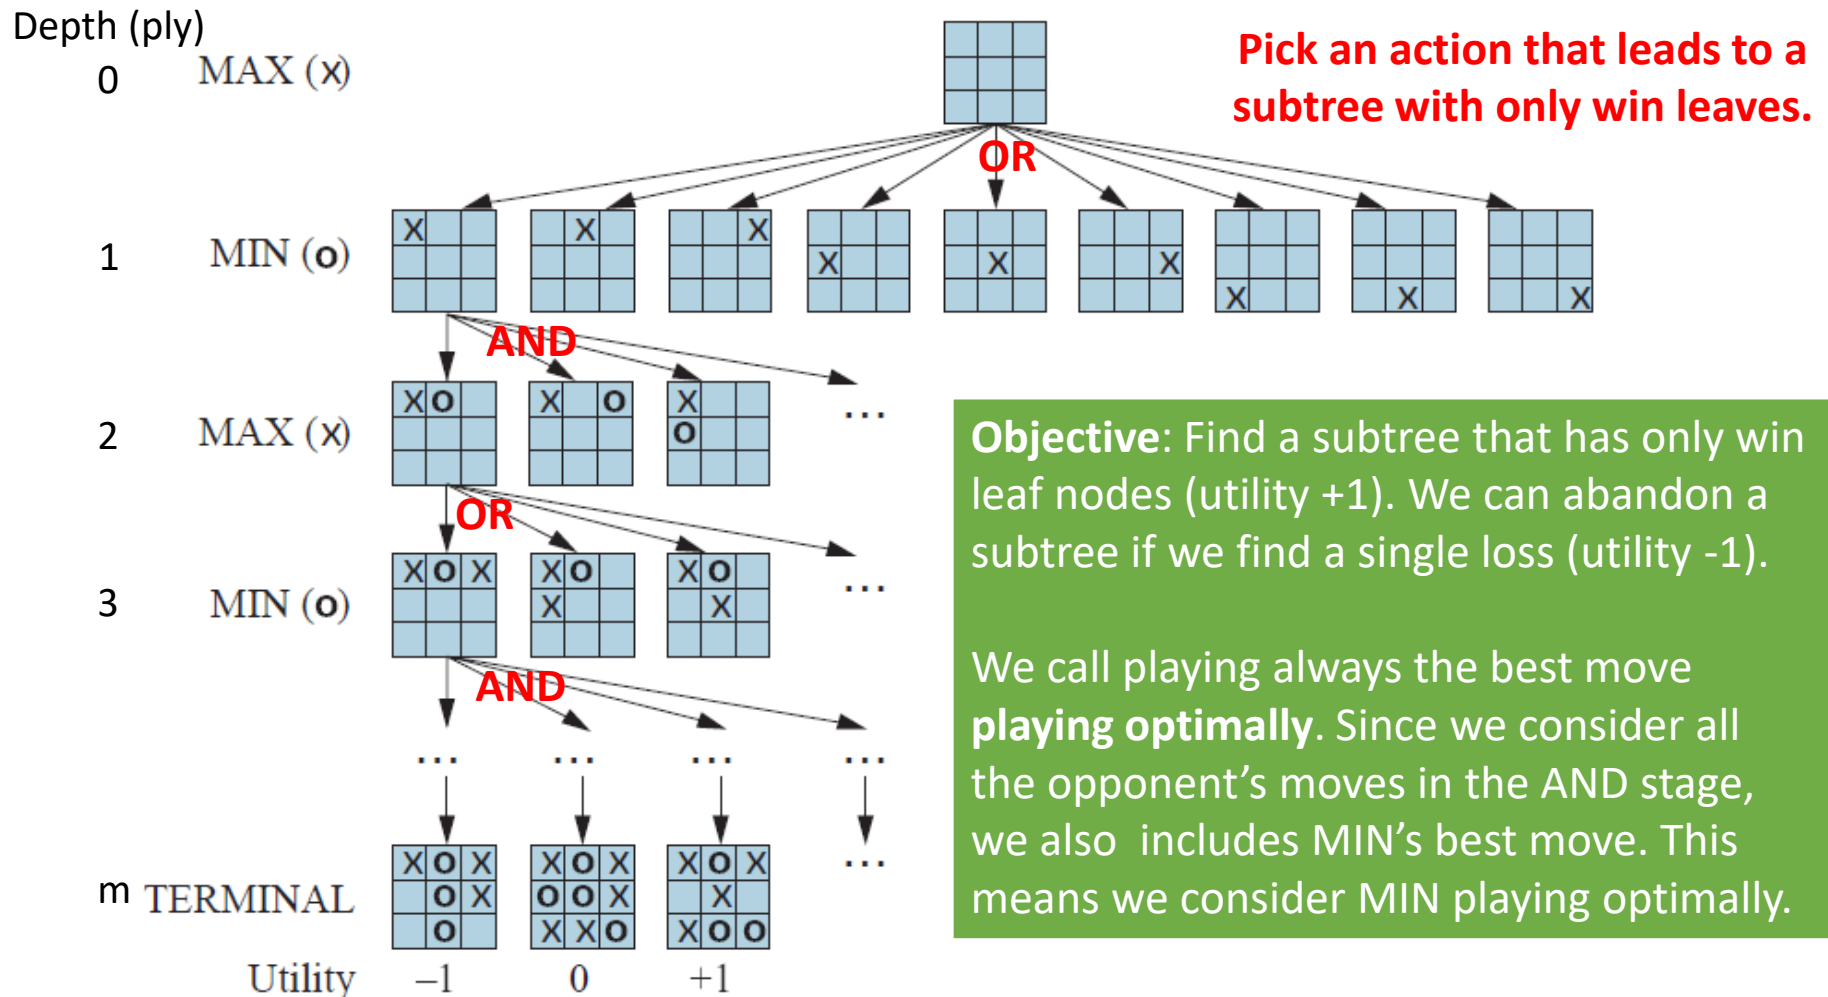 Depth (ply)
0 MAX (x)
Pick an action that leads to a
subtree with only win leaves.
OR
1 MIN (o)
X X X X X X X X X
AND
2 MAX (x)
X O X O X
O
...
OR
3 MIN (o)
X O X X O X O
X X
...
AND
... ... ... ...
m TERMINAL
X O X X O X X O X
O X O O X X
O X X O X O O
...
Utility –1 0 +1
Objective: Find a subtree that has only win
leaf nodes (utility +1). We can abandon a
subtree if we find a single loss (utility -1).
We call playing always the best move
playing optimally. Since we consider all
the opponent’s moves in the AND stage,
we also includes MIN’s best move. This
means we consider MIN playing optimally.